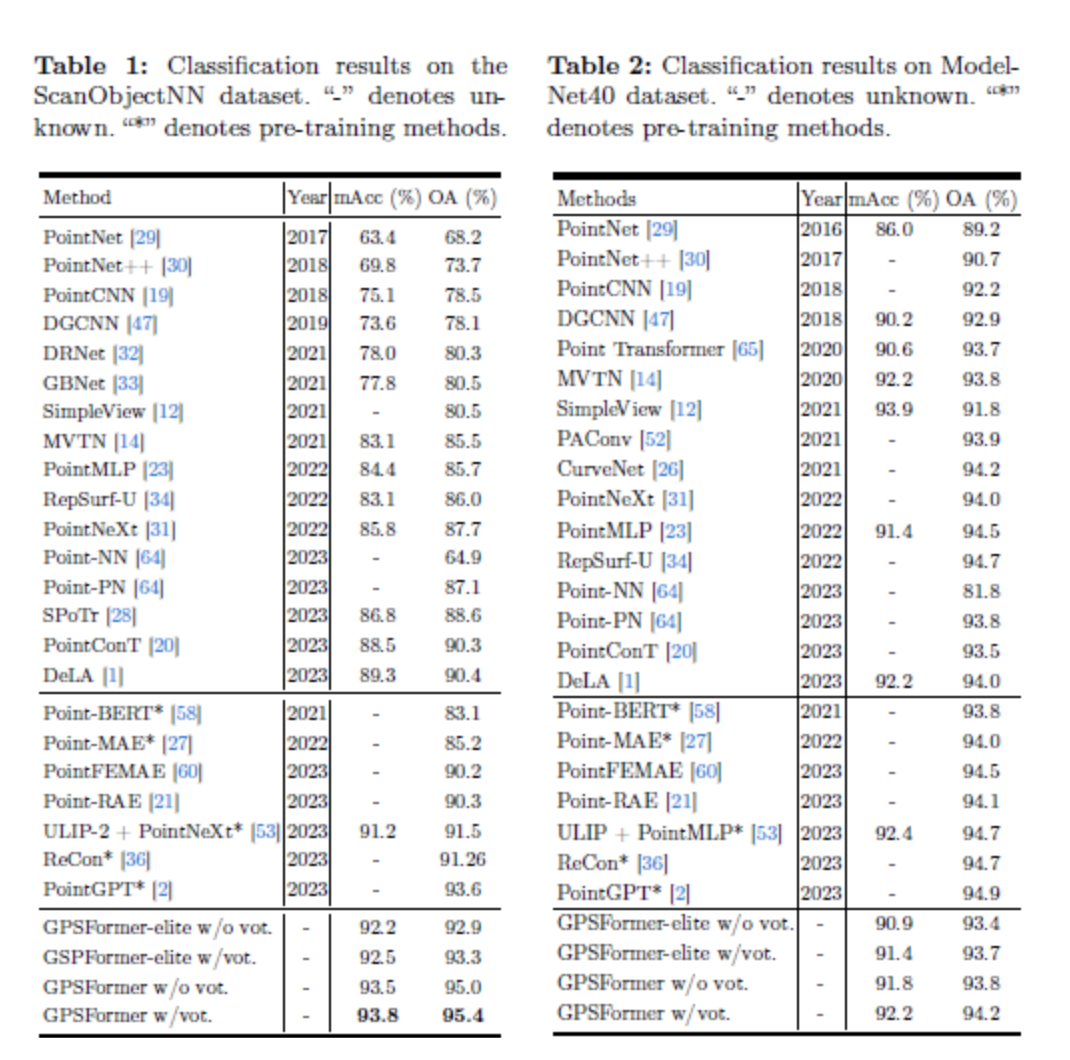 Table 1: Classification results on the
ScanObjectNN dataset. “-” denotes un-
known. “*” denotes pre-training methods.
Method Year mAcc (%) OA (%)
PointNet [29] 2017 63.4 68.2
PointNet++ [30] 2018 69.8 73.7
PointCNN [19] 2018 75.1 78.5
DGCNN [47] 2019 73.6 78.1
DRNet [32] 2021 78.0 80.3
GBNet [33] 2021 77.8 80.5
SimpleView [12] 2021 - 80.5
MVTN [14] 2021 83.1 85.5
PointMLP [23] 2022 84.4 85.7
RepSurf-U [34] 2022 83.1 86.0
PointNeXt [31] 2022 85.8 87.7
Point-NN [64] 2023 - 64.9
Point-PN [64] 2023 - 87.1
SPoTr [28] 2023 86.8 88.6
PointConT [20] 2023 88.5 90.3
DeLA [1] 2023 89.3 90.4
Point-BERT* [58] 2021 - 83.1
Point-MAE* [27] 2022 - 85.2
PointFEMAE [60] 2023 - 90.2
Point-RAE [21] 2023 - 90.3
ULIP-2 + PointNeXt* [53] 2023 91.2 91.5
ReCon* [36] 2023 - 91.26
PointGPT* [2] 2023 - 93.6
GPSFormer-elite w/o vot. - 92.2 92.9
GSPFormer-elite w/vot. - 92.5 93.3
GPSFormer w/o vot. - 93.5 95.0
GPSFormer w/vot. - 93.8 95.4
Table 2: Classification results on Model-
Net40 dataset. “-” denotes unknown. “*”
denotes pre-training methods.
Methods Year mAcc (%) OA (%)
PointNet [29] 2016 86.0 89.2
PointNet++ [30] 2017 - 90.7
PointCNN [19] 2018 - 92.2
DGCNN [47] 2018 90.2 92.9
Point Transformer [65] 2020 90.6 93.7
MVTN [14] 2020 92.2 93.8
SimpleView [12] 2021 93.9 91.8
PAConv [52] 2021 - 93.9
CurveNet [26] 2021 - 94.2
PointNeXt [31] 2022 - 94.0
PointMLP [23] 2022 91.4 94.5
RepSurf-U [34] 2022 - 94.7
Point-NN [64] 2023 - 81.8
Point-PN [64] 2023 - 93.8
PointConT [20] 2023 - 93.5
DeLA [1] 2023 92.2 94.0
Point-BERT* [58] 2021 - 93.8
Point-MAE* [27] 2022 - 94.0
PointFEMAE [60] 2023 - 94.5
Point-RAE [21] 2023 - 94.1
ULIP + PointMLP* [53] 2023 92.4 94.7
ReCon* [36] 2023 - 94.7
PointGPT* [2] 2023 - 94.9
GPSFormer-elite w/o vot. - 90.9 93.4
GPSFormer-elite w/vot. - 91.4 93.7
GPSFormer w/o vot. - 91.8 93.8
GPSFormer w/vot. - 92.2 94.2